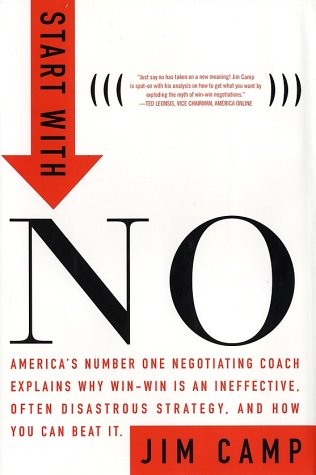 START WITH
"Just say no has taken on a new meaning! Jim Camp
is spot-on with his analysis on how to get what you want by
exploding the myth of win-win negotiations."
—TED LEONSIS, VICE CHAIRMAN, AMERICA ONLINE
NO
AMERICA'S NUMBER ONE NEGOTIATING COACH
EXPLAINS WHY WIN-WIN IS AN INEFFECTIVE,
OFTEN DISASTROUS STRATEGY, AND HOW
YOU CAN BEAT IT.
JIM CAMP